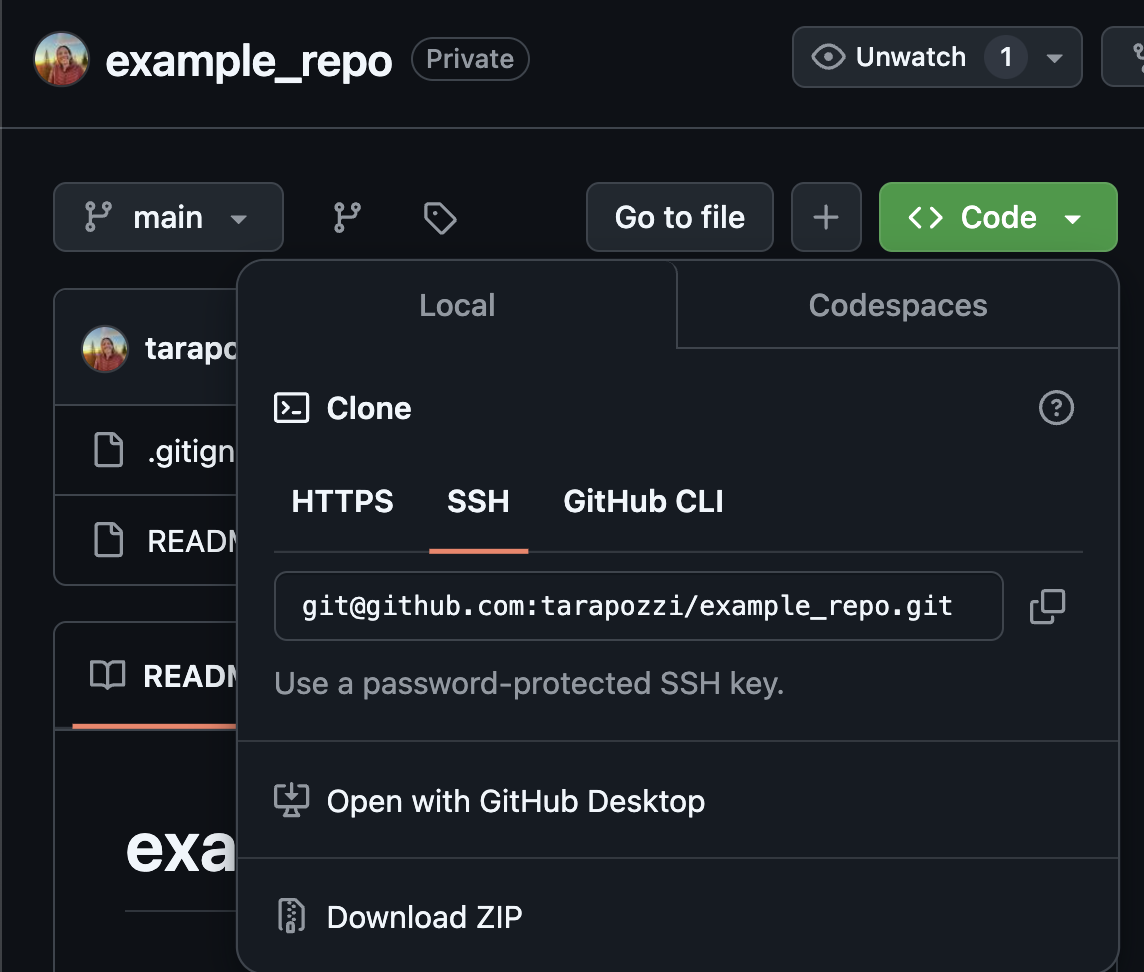 example_repo Private Unwatch 1
main Go to file + <> Code
Local Codespaces
tarapo
Clone
.gitign
HTTPS SSH GitHub CLI
READM
git@github.com:tarapozzi/example_repo.git
READM
Use a password-protected SSH key.
Open with GitHub Desktop
exa
Download ZIP